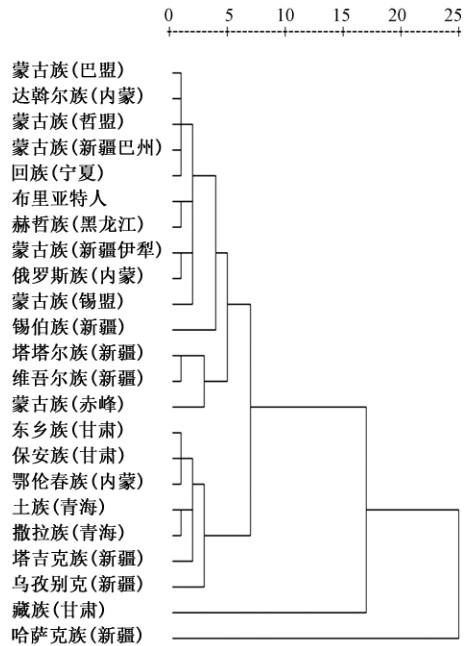 0 5 10 15 20 25
蒙古族(巴盟)
达斡尔族(内蒙)
蒙古族(哲盟)
蒙古族(新疆巴州)
回族(宁夏)
布里亚特人
赫哲族(黑龙江)
蒙古族(新疆伊犁)
俄罗斯族(内蒙)
蒙古族(锡盟)
锡伯族(新疆)
塔塔尔族(新疆)
维吾尔族(新疆)
蒙古族(赤峰)
东乡族(甘肃)
保安族(甘肃)
鄂伦春族(内蒙)
土族(青海)
撒拉族(青海)
塔吉克族(新疆)
乌孜别克(新疆)
藏族(甘肃)
哈萨克族(新疆)